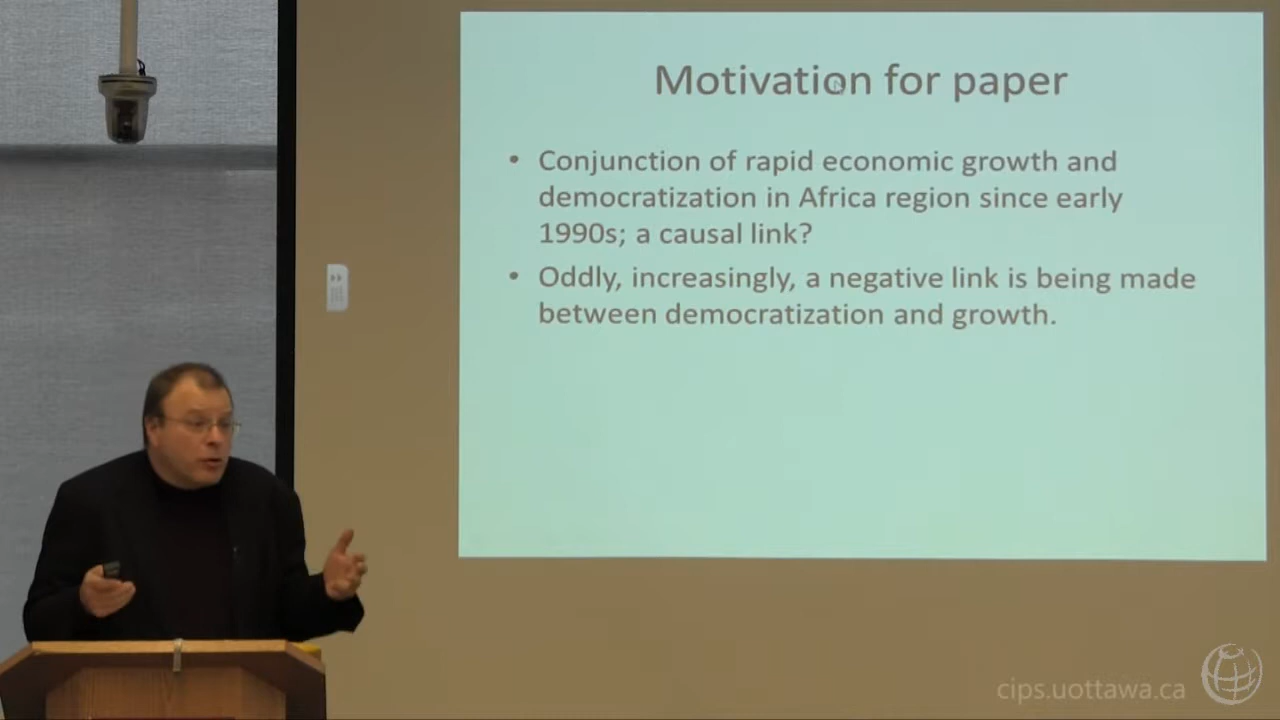 Motivation for paper
• Conjunction of rapid economic growth and
democratization in Africa region since early
1990s; a causal link?
• Oddly, increasingly, a negative link is being made
between democratization and growth.
cips.uottawa.ca